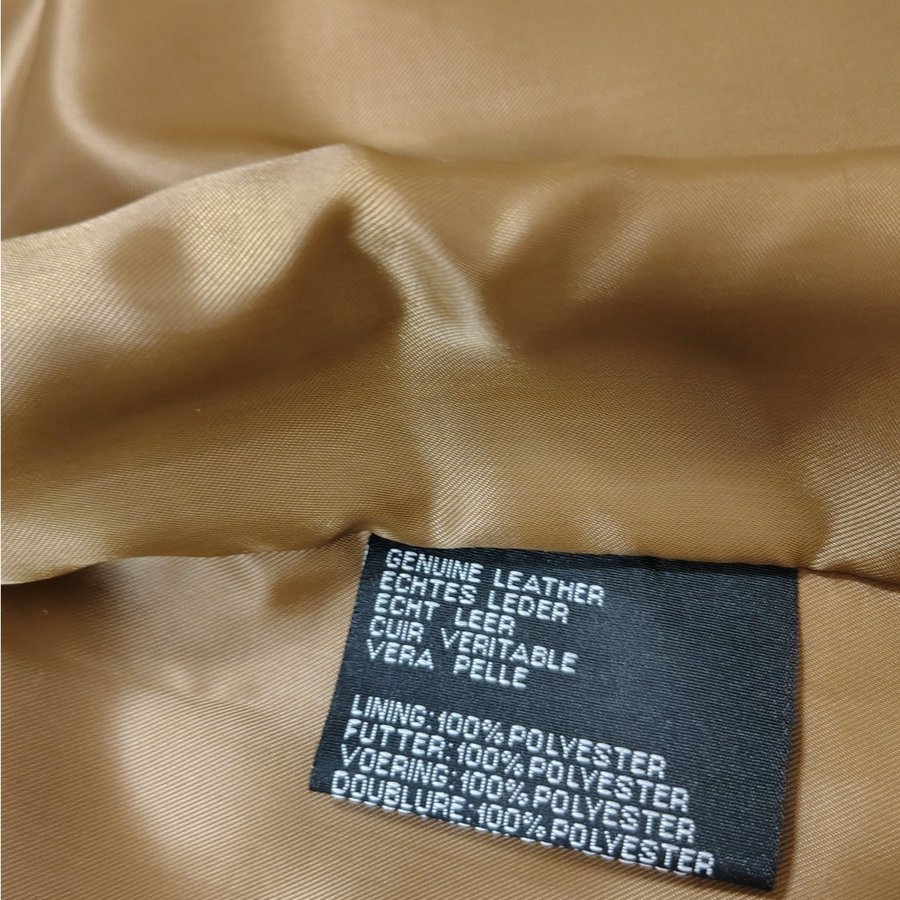 GENUINE LEATHER
ECHTES LEDER
ECHT LEER
CUIR VERITABLE
VERA PELLE
LINING:100%POLYESTER
FUTTER:100%POLYESTER
VOERING:100%POLYESTER
DOUBLURE:100%POLYESTER